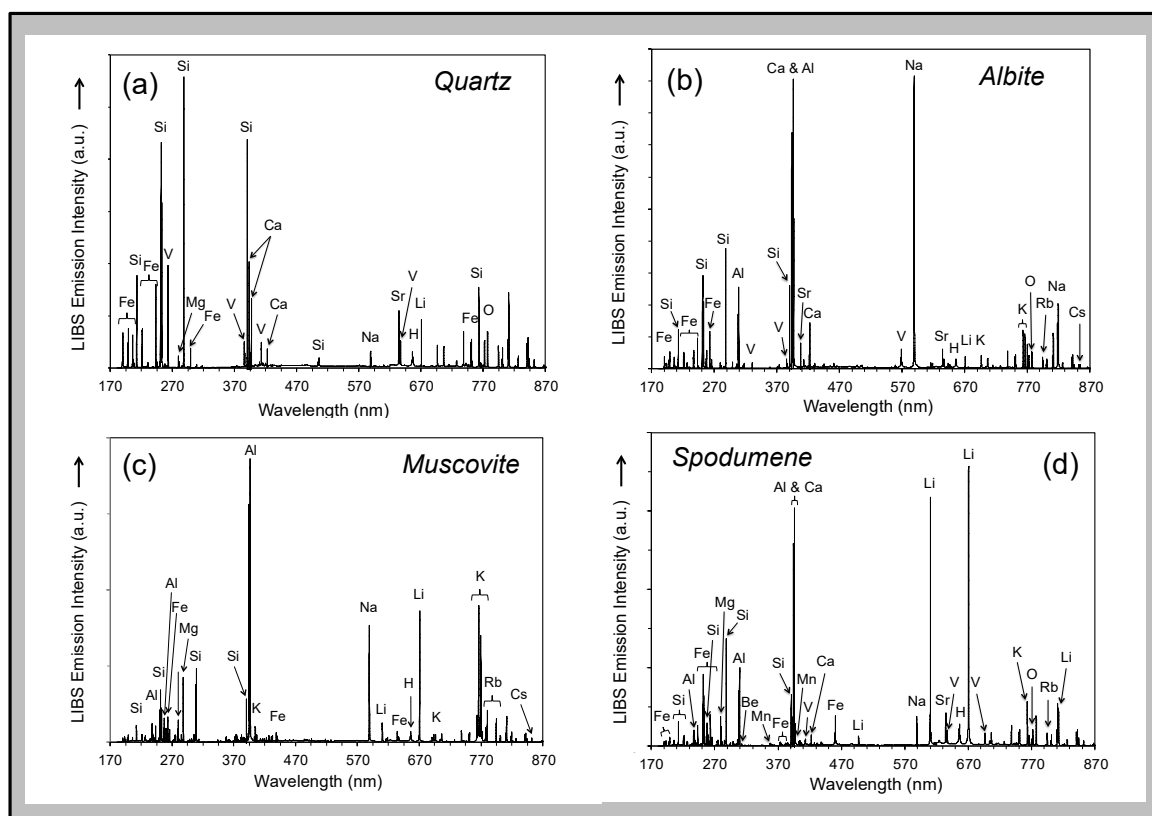 (a)
Quartz
LIBS Emission Intensity (a.u.)
Si
Si
Si
Si
Fe
Fe
V
Mg
Fe
V
Ca
V
Ca
Si
Na
Sr
V
Li
H
Fe
Si
O
170 270 370 470 570 670 770 870
Wavelength (nm)
(b)
Albite
LIBS Emission Intensity (a.u.)
Ca & Al
Na
Si
Si
Si
Fe
Fe
Fe
Al
V
Si
V
Sr
Ca
V
Sr
H
Li
K
K
O
Rb
Na
Cs
170 270 370 470 570 670 770 870
Wavelength (nm)
(c)
Muscovite
LIBS Emission Intensity (a.u.)
Al
Al
Fe
Mg
Si
Si
Al
Si
Si
K
Fe
Na
Li
Li
H
Fe
K
K
Rb
Cs
170 270 370 470 570 670 770 870
Wavelength (nm)
Spodumene
(d)
LIBS Emission Intensity (a.u.)
Al & Ca
Li
Li
Mg
Si
Si
Fe
Al
Si
Fe
Al
Be
Mn
Si
Fe
Mn
V
Ca
Fe
Li
Na
Sr
V
H
V
K
O
Rb
Li
170 270 370 470 570 670 770 870
Wavelength (nm)